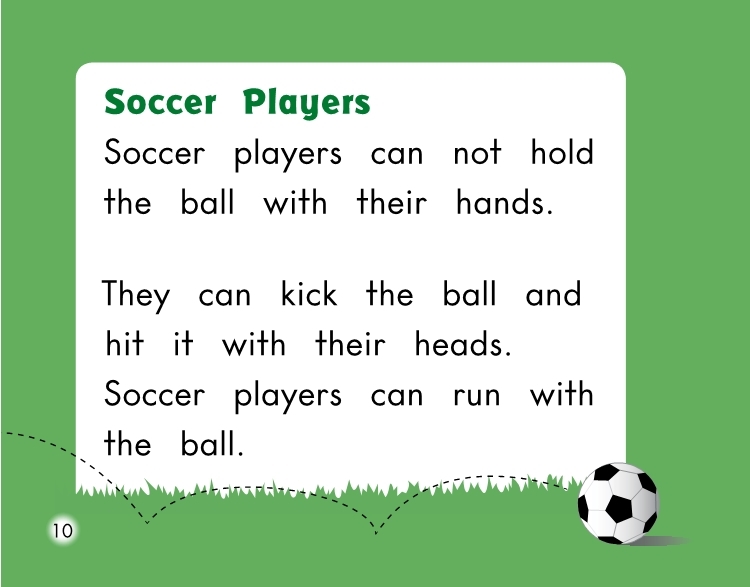 Soccer Players
Soccer players can not hold
the ball with their hands.
They can kick the ball and
hit it with their heads.
Soccer players can run with
the ball.
10